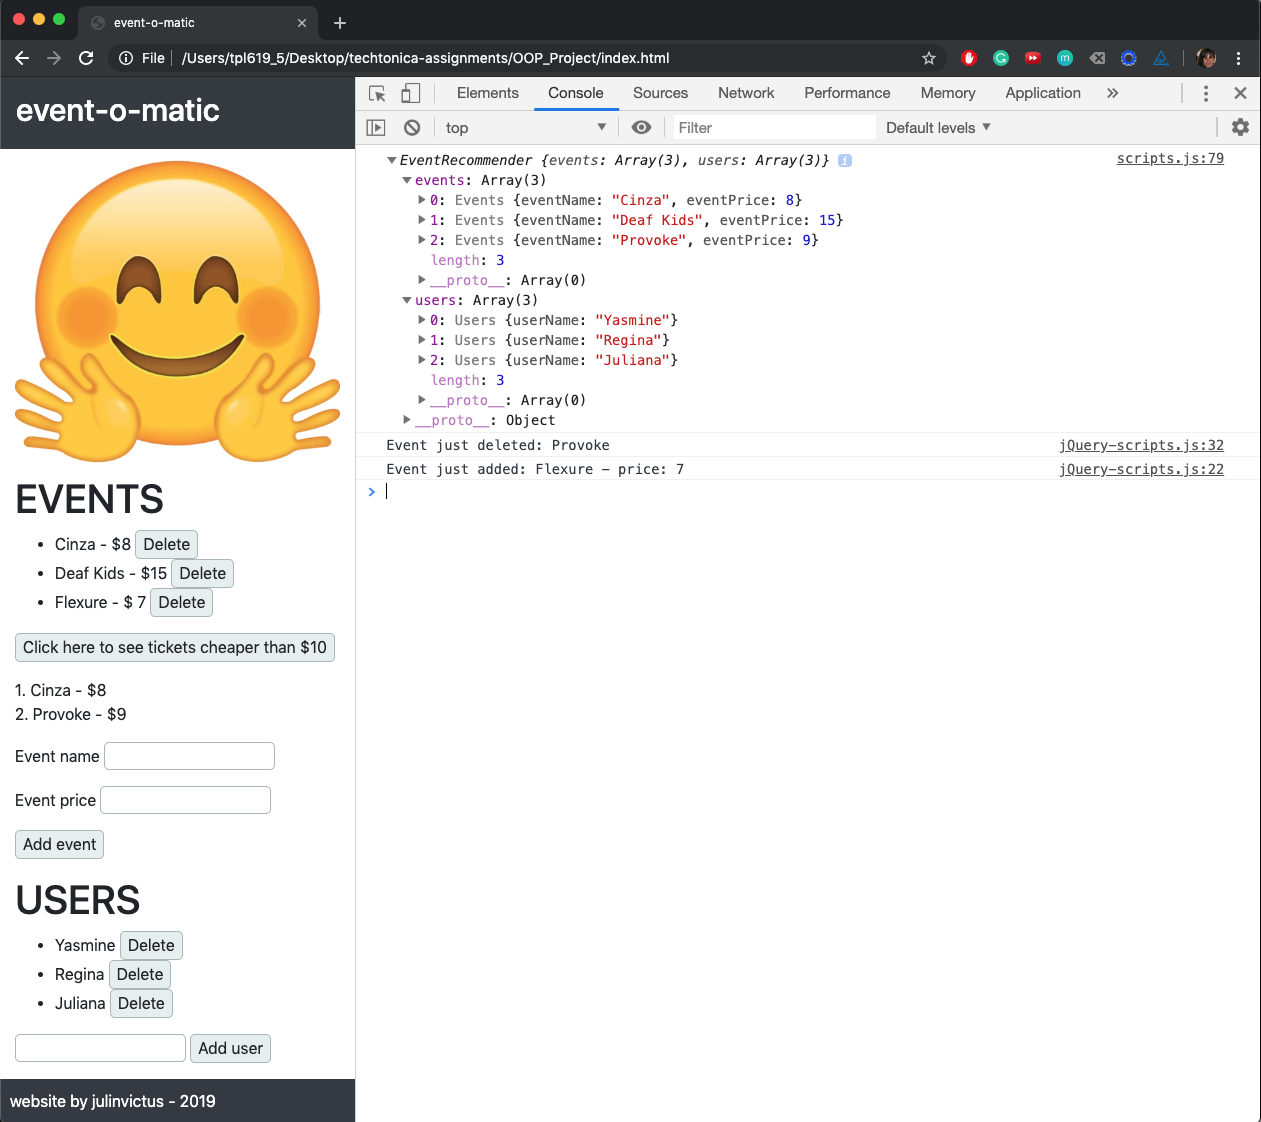 event-o-matic
File /Users/tpl619_5/Desktop/techtonica-assignments/OOP_Project/index.html
event-o-matic
EVENTS
Cinza - $8 Delete
Deaf Kids - $15 Delete
Flexure - $ 7 Delete
Click here to see tickets cheaper than $10
1. Cinza - $8
2. Provoke - $9
Event name
Event price
Add event
USERS
Yasmine Delete
Regina Delete
Juliana Delete
Add user
website by julinvictus - 2019
Elements Console Sources Network Performance Memory Application »
top Filter Default levels
EventRecommender {events: Array(3), users: Array(3)} i scripts.js:79
events: Array(3)
0: Events {eventName: "Cinza", eventPrice: 8}
1: Events {eventName: "Deaf Kids", eventPrice: 15}
2: Events {eventName: "Provoke", eventPrice: 9}
length: 3
__proto__: Array(0)
users: Array(3)
0: Users {userName: "Yasmine"}
1: Users {userName: "Regina"}
2: Users {userName: "Juliana"}
length: 3
__proto__: Array(0)
__proto__: Object
Event just deleted: Provoke jQuery-scripts.js:32
Event just added: Flexure - price: 7 jQuery-scripts.js:22
>